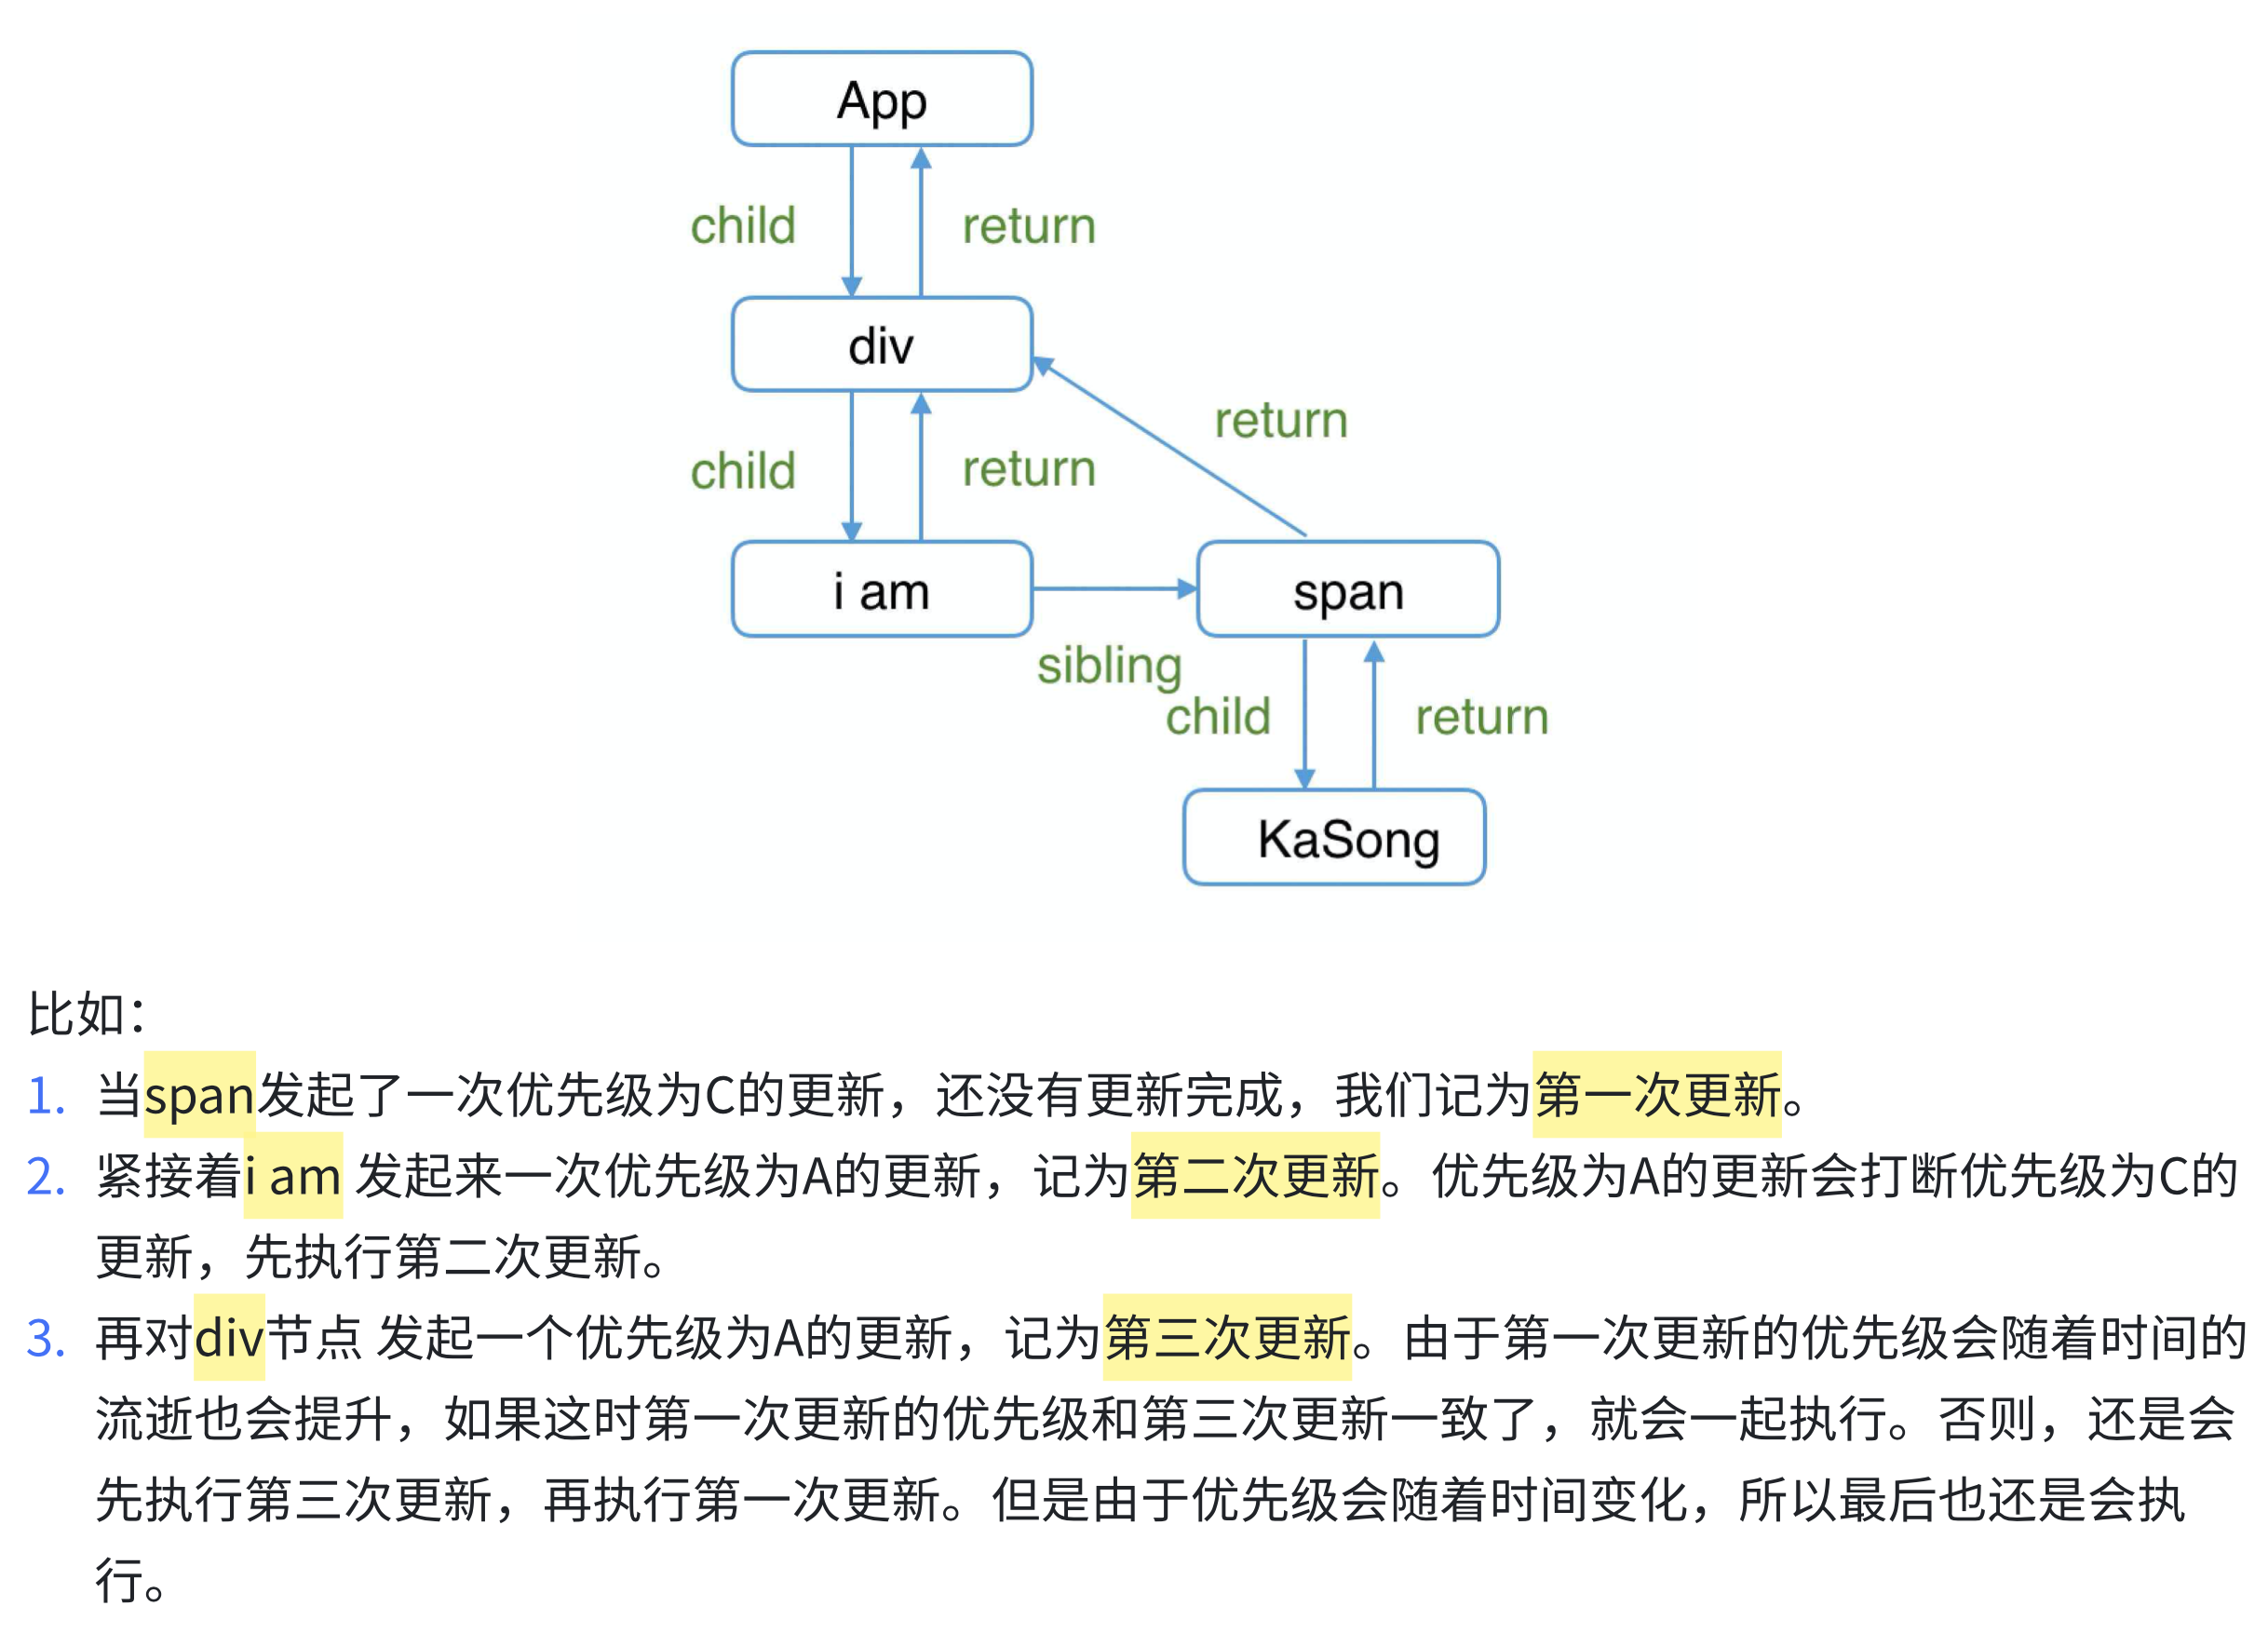 App
child
return
div
return
child
return
i am
span
sibling
child
return
KaSong
比如：
1. 当span发起了一次优先级为C的更新，还没有更新完成，我们记为第一次更新。
2. 紧接着i am 发起来一次优先级为A的更新，记为第二次更新。优先级为A的更新会打断优先级为C的
更新，先执行第二次更新。
3. 再对div节点 发起一个优先级为A的更新，记为第三次更新。由于第一次更新的优先级会随着时间的
流逝也会提升，如果这时第一次更新的优先级和第三次更新一致了，就会一起执行。否则，还是会
先执行第三次更新，再执行第一次更新。但是由于优先级会随着时间变化，所以最后也还是会执
行。